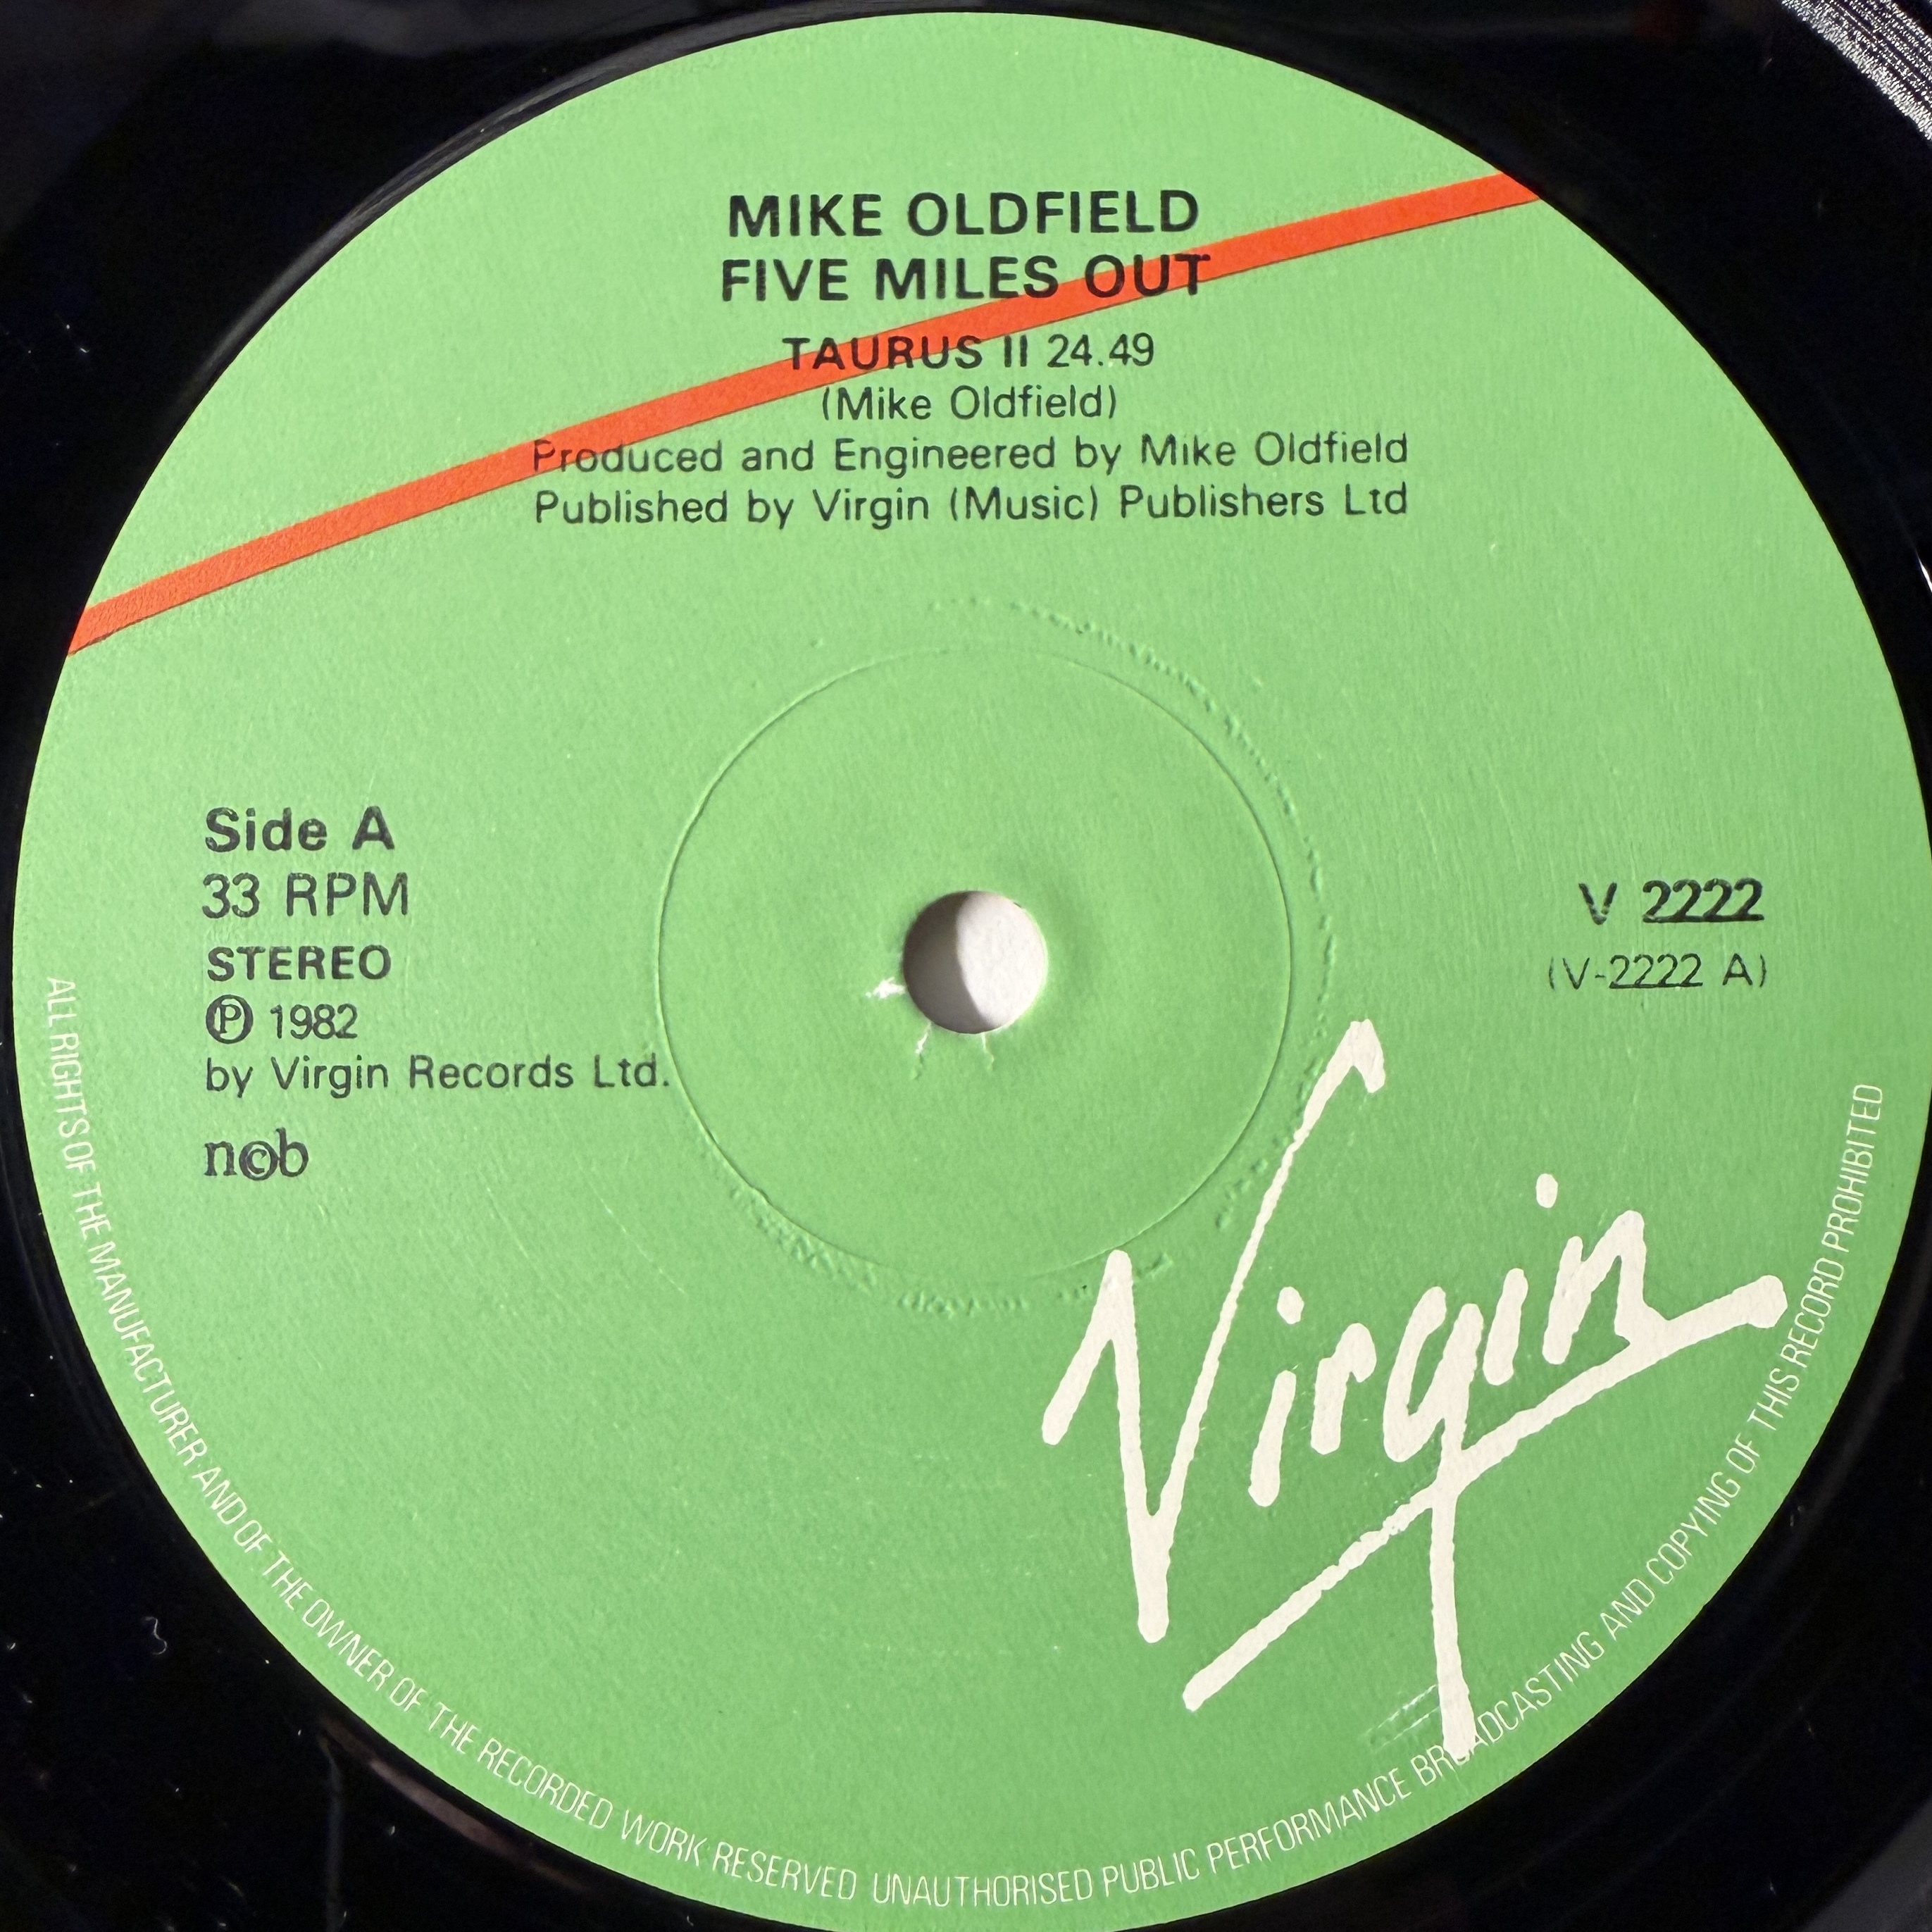 MIKE OLDFIELD
FIVE MILES OUT
TAURUS II 24.49
(Mike Oldfield)
Produced and Engineered by Mike Oldfield
Published by Virgin (Music) Publishers Ltd
Side A
33 RPM
STEREO
Ⓟ 1982
by Virgin Records Ltd.
n©b
V 2222
(V-2222 A)
Virgin
ALL RIGHTS OF THE MANUFACTURER AND OF THE OWNER OF THE RECORDED WORK RESERVED UNAUTHORISED PUBLIC PERFORMANCE BROADCASTING AND COPYING OF THIS RECORD PROHIBITED